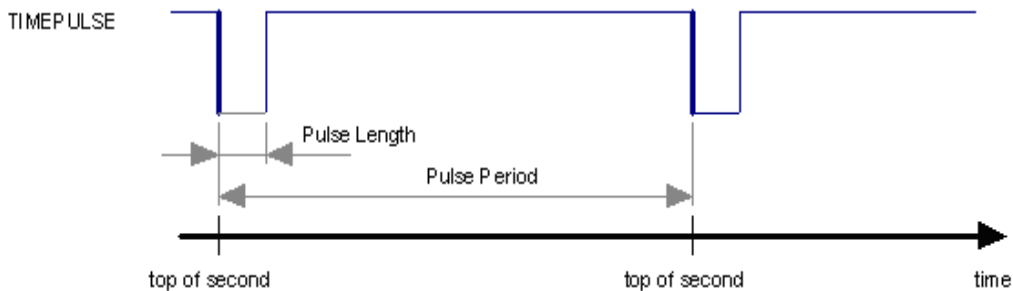 TIMEPULSE
Pulse Length
Pulse Period
top of second
top of second
time